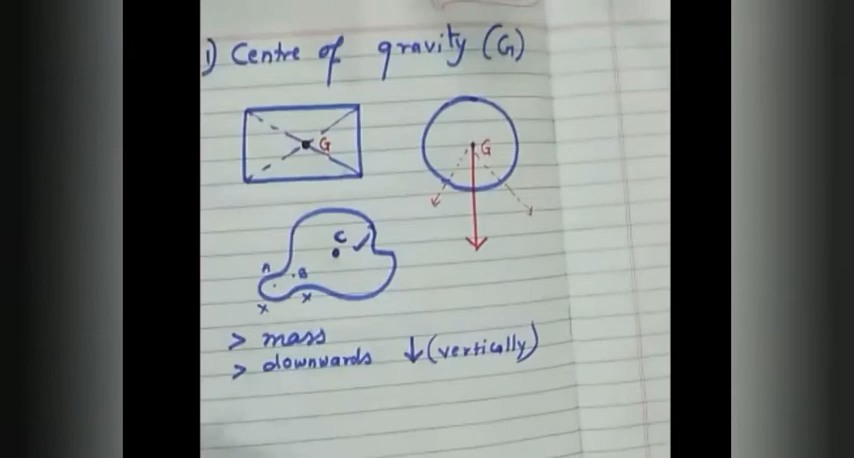 1) Centre of gravity (G)
G
G
C ✓
A .B
x x
> mass
> downwards ↓ (vertically)